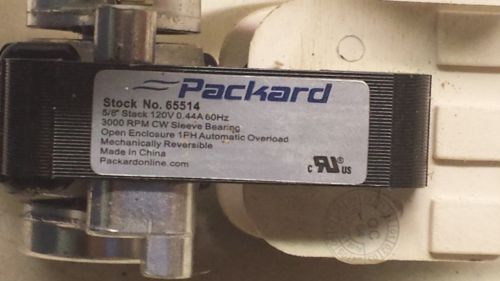 Packard
Stock No. 65514
5/8" Stack 120V 0.44A 60Hz
3000 RPM CW Sleeve Bearing
Open Enclosure 1PH Automatic Overload
Mechanically Reversible
Made in China
Packardonline.com
c RU® US